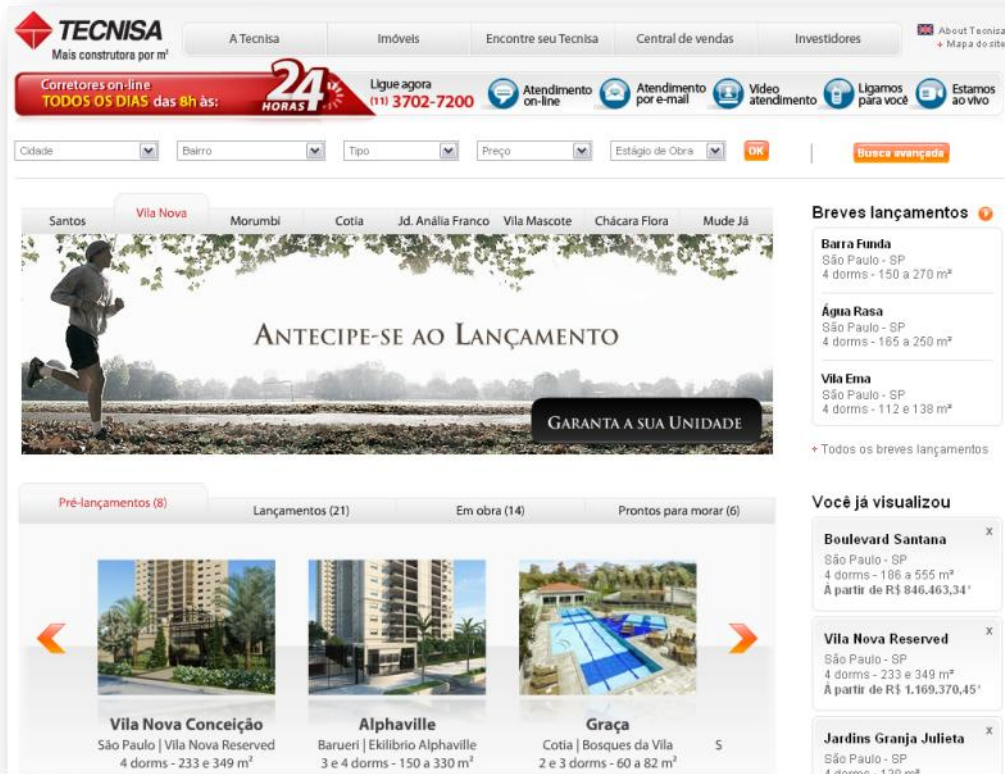 TECNISA
Mais construtora por m²
A Tecnisa
Imóveis
Encontre seu Tecnisa
Central de vendas
Investidores
About Tecnisa
+ Mapa do site
Corretores on-line
TODOS OS DIAS das 8h às:
24
HORAS
Ligue agora
(11) 3702-7200
Atendimento
on-line
Atendimento
por e-mail
Vídeo
atendimento
Ligamos
para você
Estamos
ao vivo
Cidade
Bairro
Tipo
Preço
Estágio de Obra
OK
Busca avançada
Santos
Vila Nova
Morumbi
Cotia
Jd. Anália Franco
Vila Mascote
Chácara Flora
Mude Já
ANTECIPE-SE AO LANÇAMENTO
GARANTA A SUA UNIDADE
Breves lançamentos
Barra Funda
São Paulo - SP
4 dorms - 150 a 270 m²
Água Rasa
São Paulo - SP
4 dorms - 165 a 250 m²
Vila Ema
São Paulo - SP
4 dorms - 112 e 138 m²
+ Todos os breves lançamentos
Pré-lançamentos (8)
Lançamentos (21)
Em obra (14)
Prontos para morar (6)
Vila Nova Conceição
São Paulo | Vila Nova Reserved
4 dorms - 233 e 349 m²
Alphaville
Barueri | Ekilibrio Alphaville
3 e 4 dorms - 150 a 330 m²
Graça
Cotia | Bosques da Vila
2 e 3 dorms - 60 a 82 m²
S
Você já visualizou
Boulevard Santana
x
São Paulo - SP
4 dorms - 186 a 555 m²
À partir de R$ 846.463,34*
Vila Nova Reserved
x
São Paulo - SP
4 dorms - 233 e 349 m²
À partir de R$ 1.169.370,45*
Jardins Granja Julieta
x
São Paulo - SP
4 dorms - 129 m²